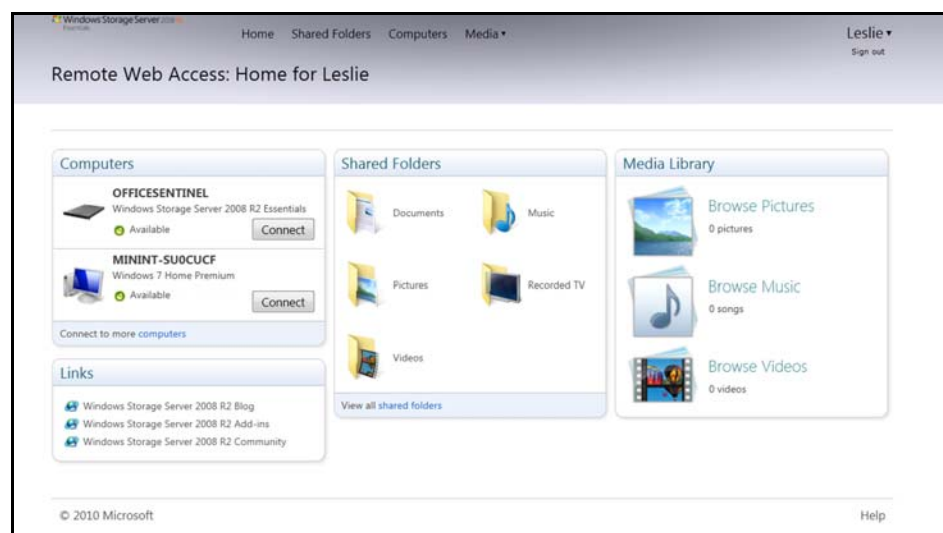 Windows Storage Server 2008 R2
Essentials
Home Shared Folders Computers Media
Leslie
Sign out
Remote Web Access: Home for Leslie
Computers
OFFICESENTINEL
Windows Storage Server 2008 R2 Essentials
Available
Connect
MININT-SU0CUCF
Windows 7 Home Premium
Available
Connect
Connect to more computers
Links
Windows Storage Server 2008 R2 Blog
Windows Storage Server 2008 R2 Add-ins
Windows Storage Server 2008 R2 Community
Shared Folders
Documents
Music
Pictures
Recorded TV
Videos
View all shared folders
Media Library
Browse Pictures
0 pictures
Browse Music
0 songs
Browse Videos
0 videos
© 2010 Microsoft
Help